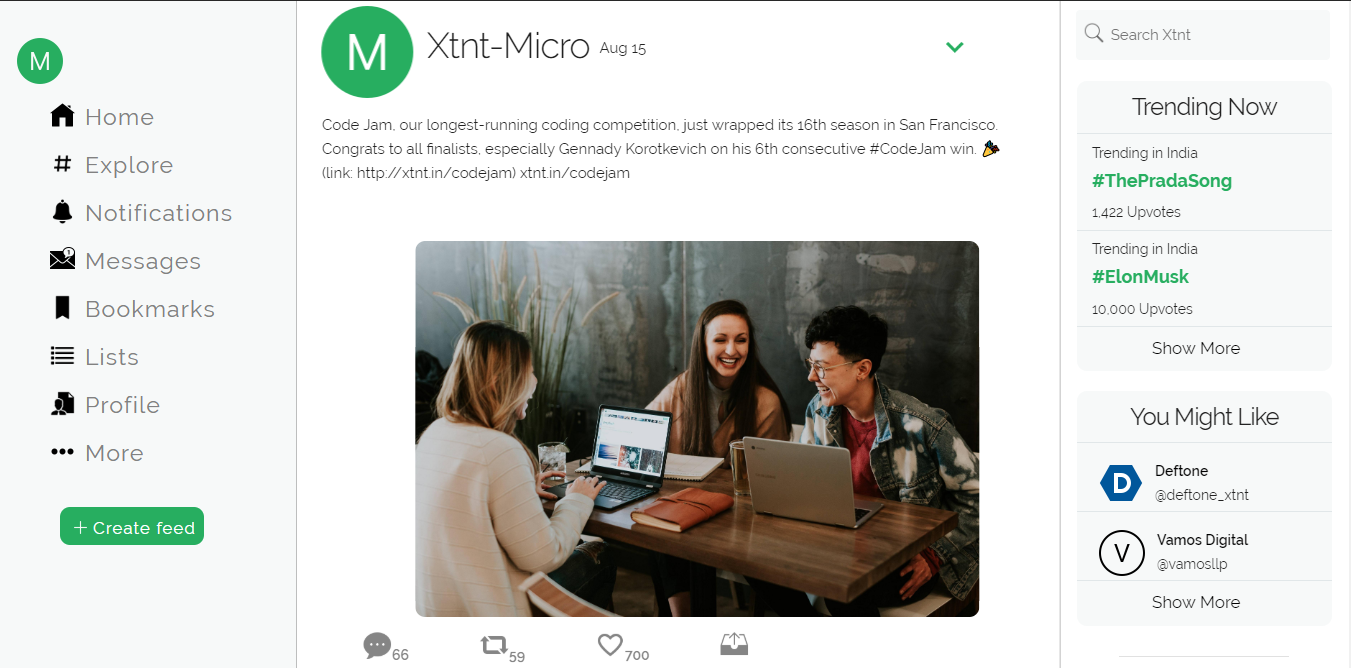 M
Home
# Explore
Notifications
1
Messages
Bookmarks
Lists
Profile
More
+ Create feed
M
Xtnt-Micro Aug 15
Code Jam, our longest-running coding competition, just wrapped its 16th season in San Francisco.
Congrats to all finalists, especially Gennady Korotkevich on his 6th consecutive #CodeJam win. 🎉
(link: http://xtnt.in/codejam) xtnt.in/codejam
66
59
700
Search Xtnt
Trending Now
Trending in India
#ThePradaSong
1,422 Upvotes
Trending in India
#ElonMusk
10,000 Upvotes
Show More
You Might Like
D
Deftone
@deftone_xtnt
V
Vamos Digital
@vamosllp
Show More